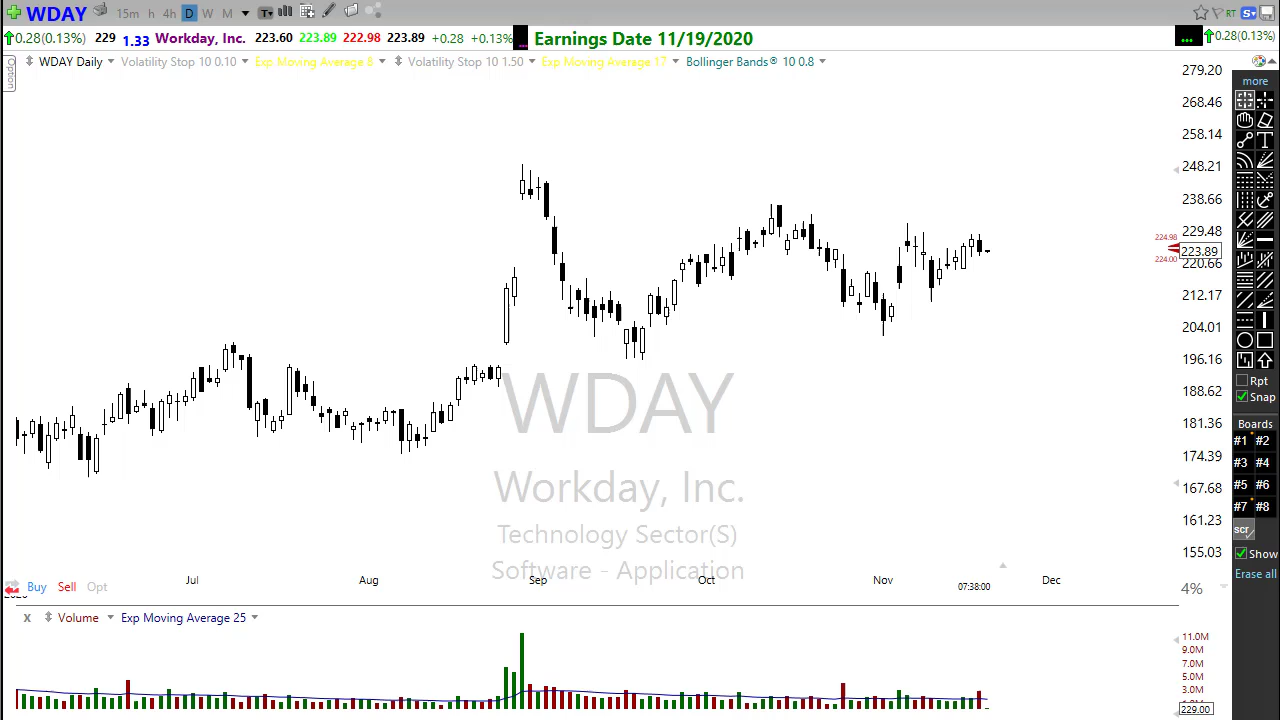 WDAY 15m h 4h D W M T RT S
0.28(0.13%) 229 1.33 Workday, Inc. 223.60 223.89 222.98 223.89 +0.28 +0.13% ... Earnings Date 11/19/2020 ... 0.28(0.13%)
Option WDAY Daily Volatility Stop 10 0.10 Exp Moving Average 8 Volatility Stop 10 1.50 Exp Moving Average 17 Bollinger Bands® 10 0.8
279.20
more
268.46
258.14
248.21
238.66
229.48
224.98
223.89
224.00
220.66
212.17
204.01
196.16
188.62
181.36
174.39
167.68
161.23
155.03
Rpt
Snap
Boards
#1 #2
#3 #4
#5 #6
#7 #8
scr
Show
Erase all
WDAY
Workday, Inc.
Technology Sector(S)
Software - Application
Jul Aug Sep Oct Nov Dec
Buy Sell Opt 07:38:00 4%
X Volume Exp Moving Average 25
11.0M
9.0M
7.0M
5.0M
3.0M
229.00